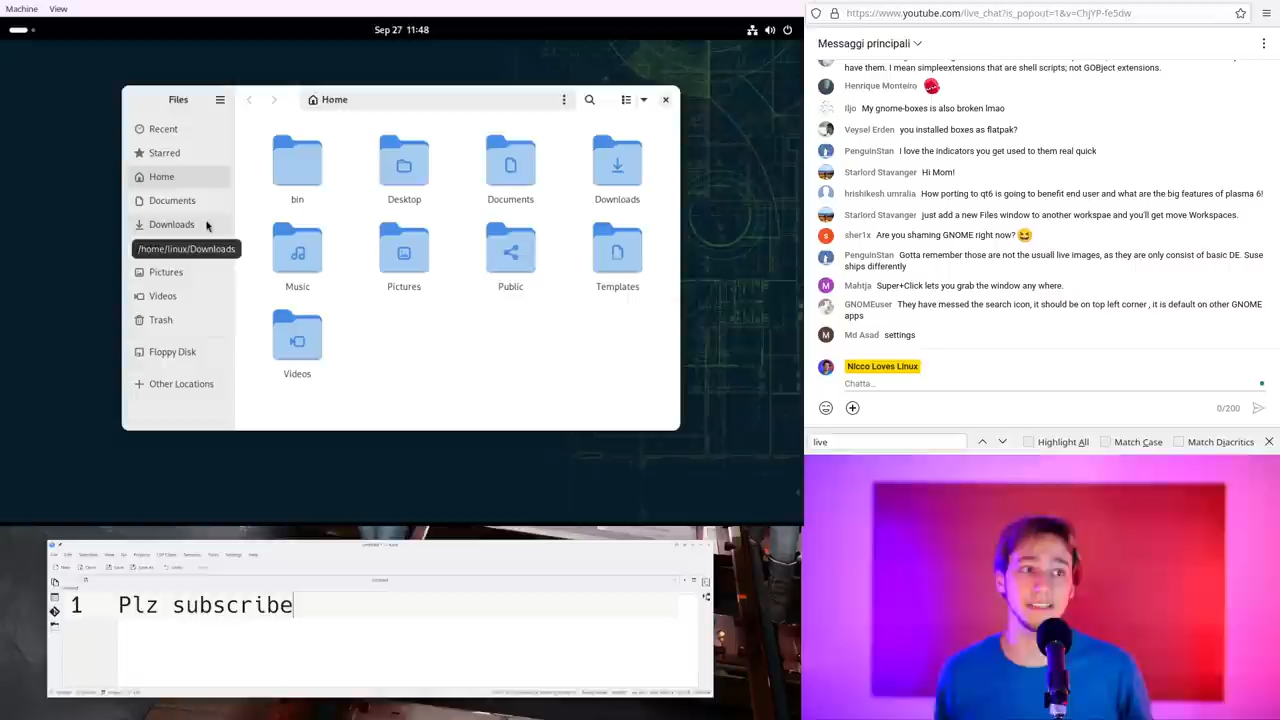 Machine View
Sep 27 11:48
Files
Home
Recent
Starred
Home
Documents
Downloads
/home/linux/Downloads
Pictures
Videos
Trash
Floppy Disk
Other Locations
bin
Desktop
Documents
Downloads
Music
Pictures
Public
Templates
Videos
1 Plz subscribe
https://www.youtube.com/live_chat?is_popout=1&v=ChjYP-fe5dw
Messaggi principali
have them. I mean simpleextensions that are shell scripts; not GOBject extensions.
Henrique Monteiro
Iljo My gnome-boxes is also broken lmao
Veysel Erden you installed boxes as flatpak?
PenguinStan I love the indicators you get used to them real quick
Starlord Stavanger Hi Mom!
hrishikesh umralia How porting to qt6 is going to benefit end user and what are the big features of plasma 6!
Starlord Stavanger just add a new Files window to another workspae and you'll get move Workspaces.
sher1x Are you shaming GNOME right now?
PenguinStan Gotta remember those are not the usuall live images, as they are only consist of basic DE. Suse
ships differently
Mahtja Super+Click lets you grab the window any where.
GNOMEuser They have messed the search icon, it should be on top left corner , it is default on other GNOME
apps
Md Asad settings
Nicco Loves Linux
Chatta...
0/200
live
Highlight All
Match Case
Match Diacritics